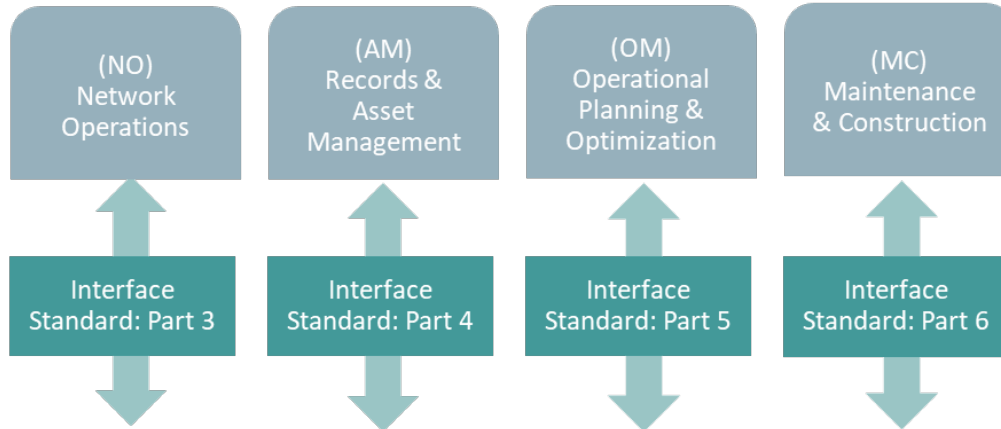 (NO)
Network
Operations
(AM)
Records &
Asset
Management
(OM)
Operational
Planning &
Optimization
(MC)
Maintenance
& Construction
Interface
Standard: Part 3
Interface
Standard: Part 4
Interface
Standard: Part 5
Interface
Standard: Part 6